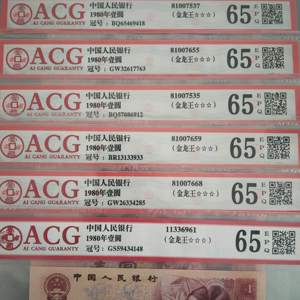 ACG
AI CANG GUARANTY
中国人民银行
1980年壹圆
冠号：BQ65469418
81007537
（金龙王☆☆☆）
65 E P Q
ACG
AI CANG GUARANTY
中国人民银行
1980年壹圆
冠号：GW32617763
81007655
（金龙王☆☆☆）
65 E P Q
ACG
AI CANG GUARANTY
中国人民银行
1980年壹圆
冠号：BQ57086912
81007535
（金龙王☆☆☆）
65 E P Q
ACG
AI CANG GUARANTY
中国人民银行
1980年壹圆
冠号：BR13133933
81007659
（金龙王☆☆☆）
65 E P Q
ACG
AI CANG GUARANTY
中国人民银行
1980年壹圆
冠号：GW26334285
81007668
（金龙王☆☆☆）
65 E P Q
ACG
AI CANG GUARANTY
中国人民银行
1980年壹圆
冠号：GS59434148
11336961
（金龙王☆☆☆）
65 E P Q
中国人民银行